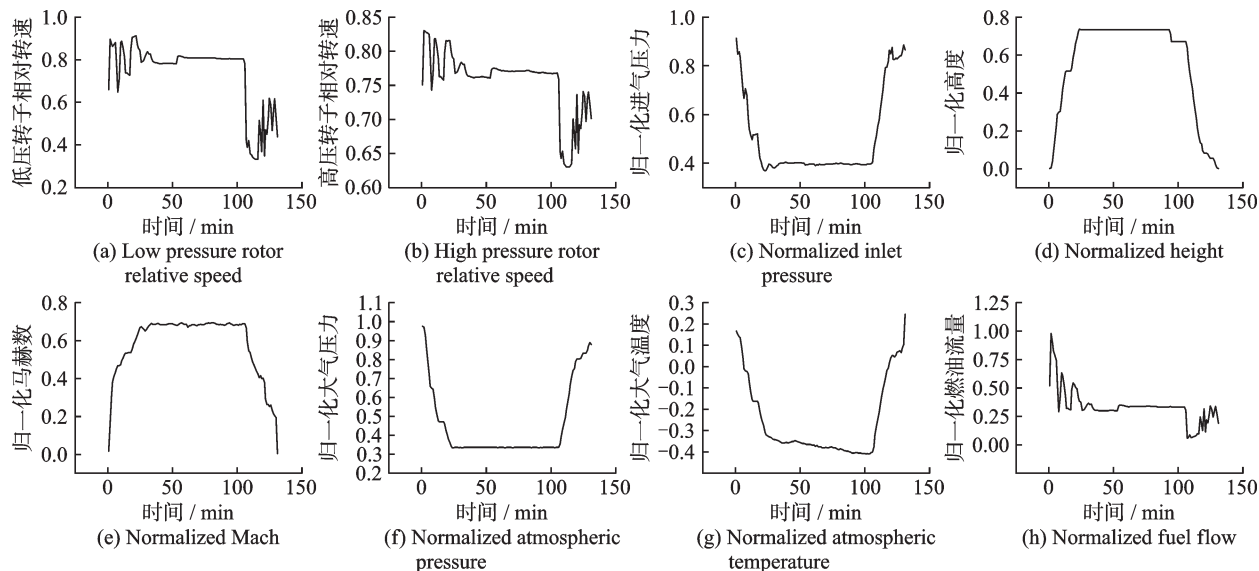 低压转子相对转速
1.0
0.8
0.6
0.4
0.2
0
50
100
150
时间 / min
(a) Low pressure rotor
relative speed
高压转子相对转速
0.85
0.80
0.75
0.70
0.65
0.60
0
50
100
150
时间 / min
(b) High pressure rotor
relative speed
归一化进气压力
1.0
0.8
0.6
0.4
0
50
100
150
时间 / min
(c) Normalized inlet
pressure
归一化高度
0.8
0.6
0.4
0.2
0.0
0
50
100
150
时间 / min
(d) Normalized height
归一化马赫数
0.8
0.6
0.4
0.2
0.0
0
50
100
150
时间 / min
(e) Normalized Mach
归一化大气压力
1.1
1.0
0.9
0.8
0.7
0.6
0.5
0.4
0.3
0.2
0
50
100
150
时间 / min
(f) Normalized atmospheric
pressure
归一化大气温度
0.3
0.2
0.1
0.0
−0.1
−0.2
−0.3
−0.4
0
50
100
150
时间 / min
(g) Normalized atmospheric
temperature
归一化燃油流量
1.25
1.00
0.75
0.50
0.25
0.00
0
50
100
150
时间 / min
(h) Normalized fuel flow